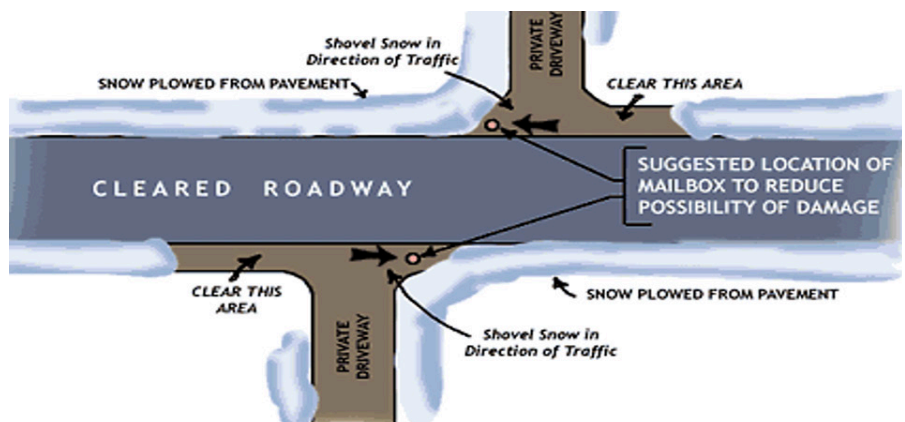 Shovel Snow in
Direction of Traffic
PRIVATE
DRIVEWAY
SNOW PLOWED FROM PAVEMENT
CLEAR THIS AREA
CLEARED ROADWAY
SUGGESTED LOCATION OF
MAILBOX TO REDUCE
POSSIBILITY OF DAMAGE
CLEAR THIS
AREA
SNOW PLOWED FROM PAVEMENT
PRIVATE
DRIVEWAY
Shovel Snow in
Direction of Traffic